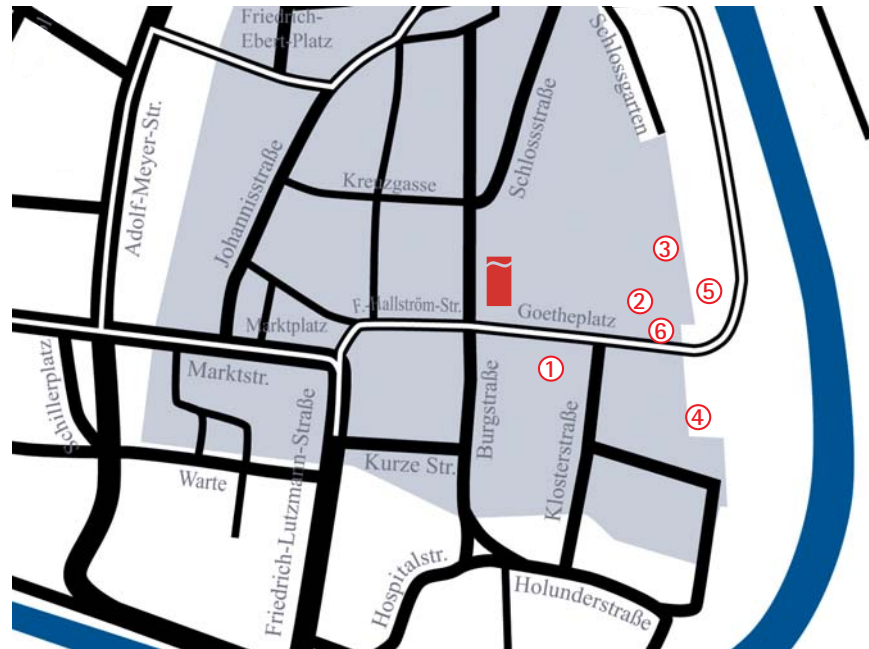 Friedrich-
Ebert-Platz
Schlossgarten
Adolf-Meyer-Str.
Johannisstraße
Schlossstraße
Kreuzgasse
③
⑤
②
F.-Hallström-Str.
Goetheplatz
Marktplatz
⑥
Schillerplatz
Marktstr.
①
Friedrich-Lutzmann-Straße
Burgstraße
Klosterstraße
④
Kurze Str.
Warte
Hospitalstr.
Holunderstraße